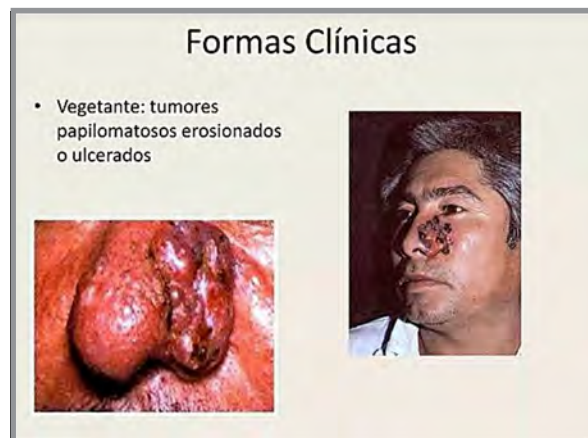 Formas Clínicas
• Vegetante: tumores
papilomatosos erosionados
o ulcerados